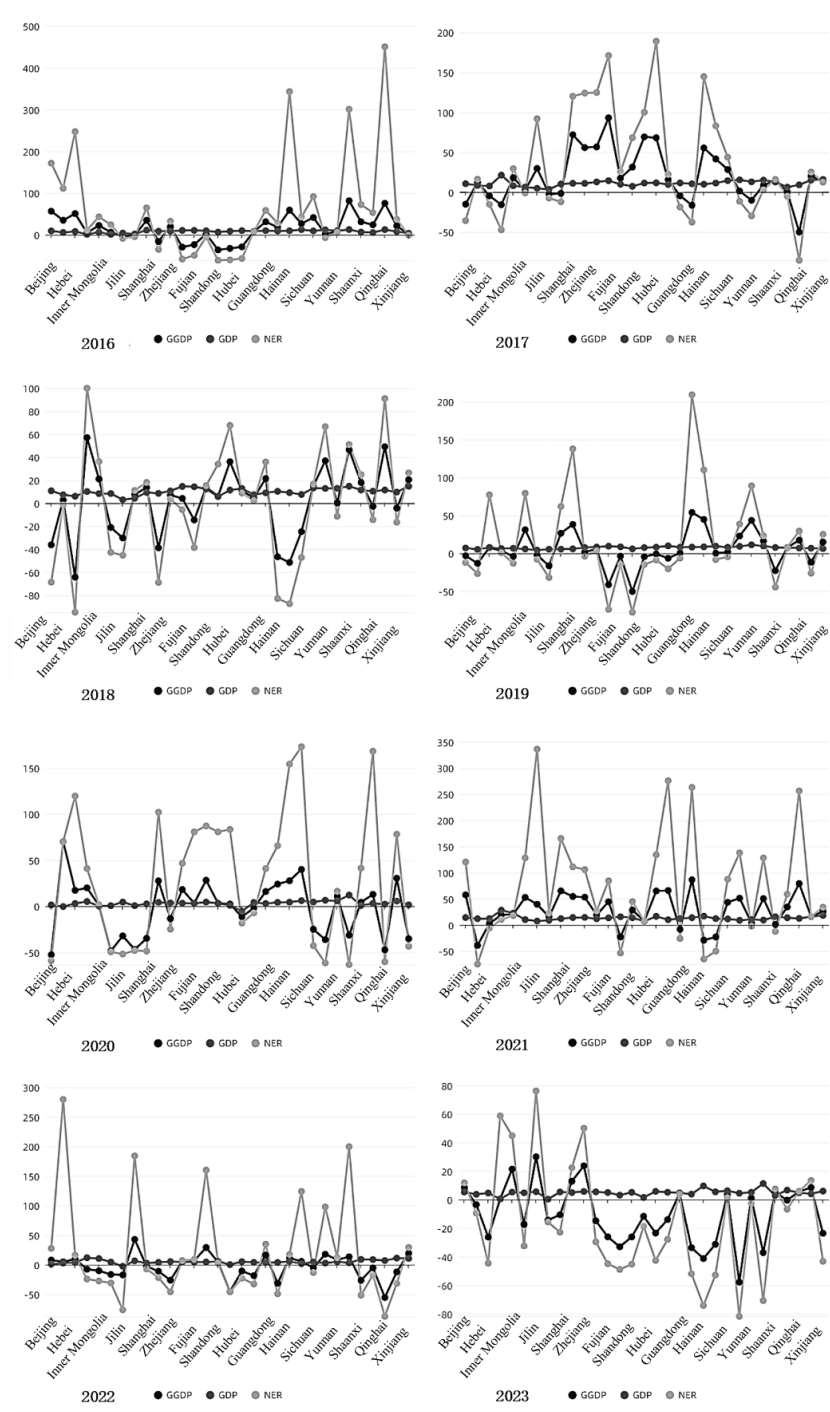 500
400
300
200
100
0
Beijing
Hebei
Inner Mongolia
Jilin
Shanghai
Zhejiang
Fujian
Shandong
Hubei
Guangdong
Hainan
Sichuan
Yunnan
Shaanxi
Qinghai
Xinjiang
2016 GGDP GDP NER
200
150
100
50
0
-50
Beijing
Hebei
Inner Mongolia
Jilin
Shanghai
Zhejiang
Fujian
Shandong
Hubei
Guangdong
Hainan
Sichuan
Yunnan
Shaanxi
Qinghai
Xinjiang
2017 GGDP GDP NER
100
80
60
40
20
0
-20
-40
-60
-80
Beijing
Hebei
Inner Mongolia
Jilin
Shanghai
Zhejiang
Fujian
Shandong
Hubei
Guangdong
Hainan
Sichuan
Yunnan
Shaanxi
Qinghai
Xinjiang
2018 GGDP GDP NER
200
150
100
50
0
-50
Beijing
Hebei
Inner Mongolia
Jilin
Shanghai
Zhejiang
Fujian
Shandong
Hubei
Guangdong
Hainan
Sichuan
Yunnan
Shaanxi
Qinghai
Xinjiang
2019 GGDP GDP NER
150
100
50
0
-50
Beijing
Hebei
Inner Mongolia
Jilin
Shanghai
Zhejiang
Fujian
Shandong
Hubei
Guangdong
Hainan
Sichuan
Yunnan
Shaanxi
Qinghai
Xinjiang
2020 GGDP GDP NER
350
300
250
200
150
100
50
0
-50
Beijing
Hebei
Inner Mongolia
Jilin
Shanghai
Zhejiang
Fujian
Shandong
Hubei
Guangdong
Hainan
Sichuan
Yunnan
Shaanxi
Qinghai
Xinjiang
2021 GGDP GDP NER
300
250
200
150
100
50
0
-50
Beijing
Hebei
Inner Mongolia
Jilin
Shanghai
Zhejiang
Fujian
Shandong
Hubei
Guangdong
Hainan
Sichuan
Yunnan
Shaanxi
Qinghai
Xinjiang
2022 GGDP GDP NER
80
60
40
20
0
-20
-40
-60
-80
Beijing
Hebei
Inner Mongolia
Jilin
Shanghai
Zhejiang
Fujian
Shandong
Hubei
Guangdong
Hainan
Sichuan
Yunnan
Shaanxi
Qinghai
Xinjiang
2023 GGDP GDP NER